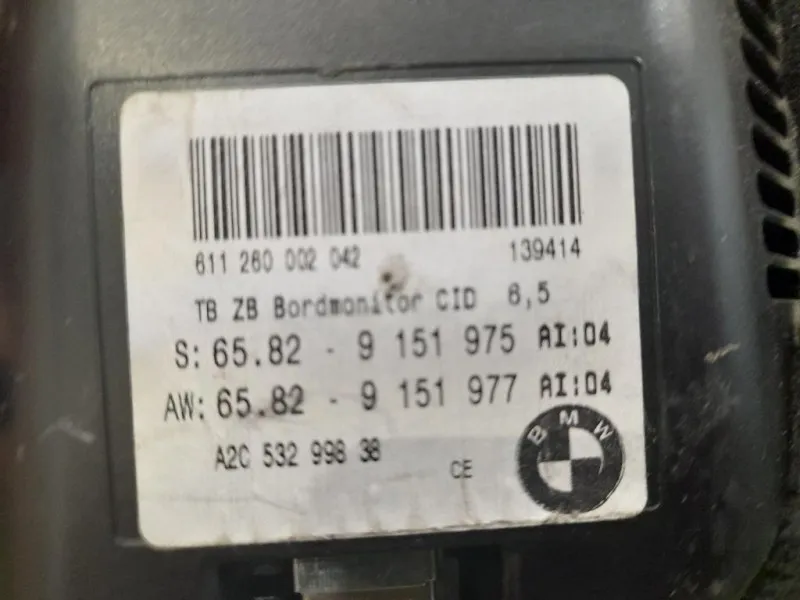 611 260 002 042 139414
TB ZB Bordmonitor CID 6,5
S: 65.82 - 9 151 975 AI:04
AW: 65.82 - 9 151 977 AI:04
A2C 532 998 38
CE
BMW